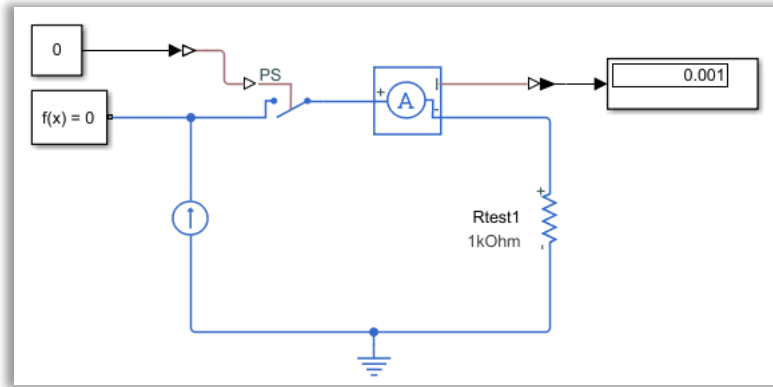 0
PS
0.001
f(x) = 0
+
A
I
-
+
Rtest1
1kOhm
-